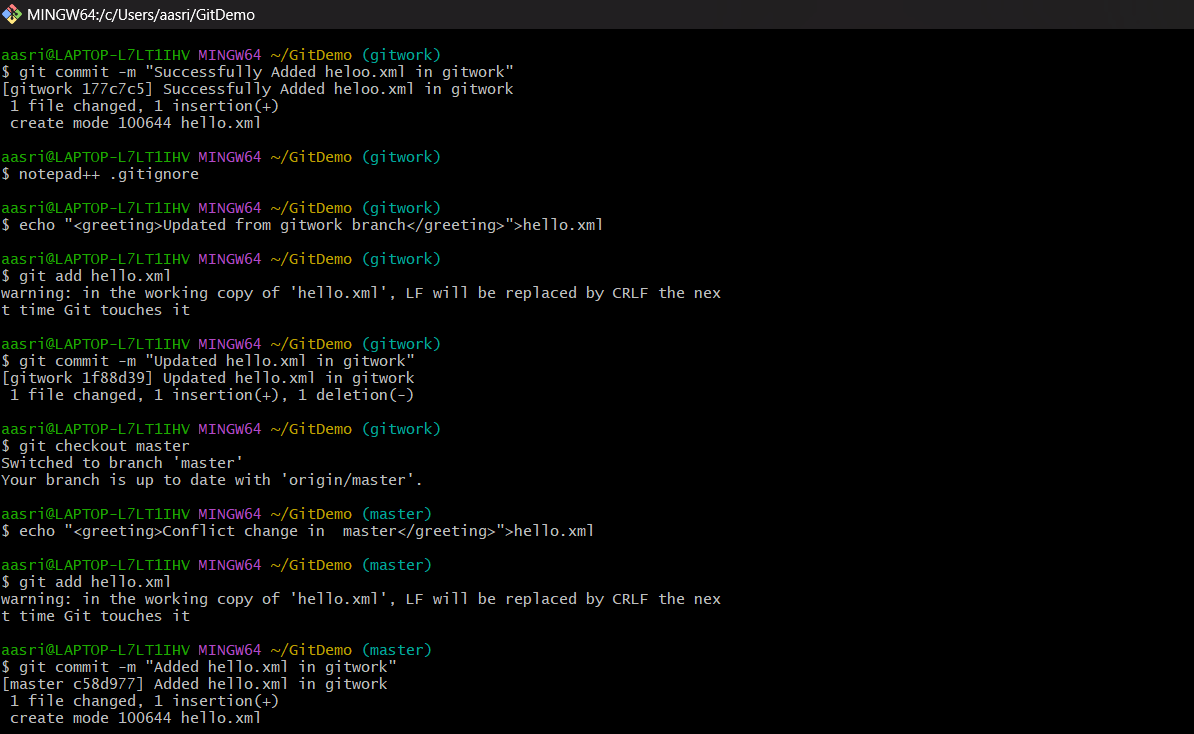 MINGW64:/c/Users/aasri/GitDemo
aasri@LAPTOP-L7LT1IHV MINGW64 ~/GitDemo (gitwork)
$ git commit -m "Successfully Added heloo.xml in gitwork"
[gitwork 177c7c5] Successfully Added heloo.xml in gitwork
 1 file changed, 1 insertion(+)
 create mode 100644 hello.xml
aasri@LAPTOP-L7LT1IHV MINGW64 ~/GitDemo (gitwork)
$ notepad++ .gitignore
aasri@LAPTOP-L7LT1IHV MINGW64 ~/GitDemo (gitwork)
$ echo "<greeting>Updated from gitwork branch</greeting>">hello.xml
aasri@LAPTOP-L7LT1IHV MINGW64 ~/GitDemo (gitwork)
$ git add hello.xml
warning: in the working copy of 'hello.xml', LF will be replaced by CRLF the nex
t time Git touches it
aasri@LAPTOP-L7LT1IHV MINGW64 ~/GitDemo (gitwork)
$ git commit -m "Updated hello.xml in gitwork"
[gitwork 1f88d39] Updated hello.xml in gitwork
 1 file changed, 1 insertion(+), 1 deletion(-)
aasri@LAPTOP-L7LT1IHV MINGW64 ~/GitDemo (gitwork)
$ git checkout master
Switched to branch 'master'
Your branch is up to date with 'origin/master'.
aasri@LAPTOP-L7LT1IHV MINGW64 ~/GitDemo (master)
$ echo "<greeting>Conflict change in  master</greeting>">hello.xml
aasri@LAPTOP-L7LT1IHV MINGW64 ~/GitDemo (master)
$ git add hello.xml
warning: in the working copy of 'hello.xml', LF will be replaced by CRLF the nex
t time Git touches it
aasri@LAPTOP-L7LT1IHV MINGW64 ~/GitDemo (master)
$ git commit -m "Added hello.xml in gitwork"
[master c58d977] Added hello.xml in gitwork
 1 file changed, 1 insertion(+)
 create mode 100644 hello.xml